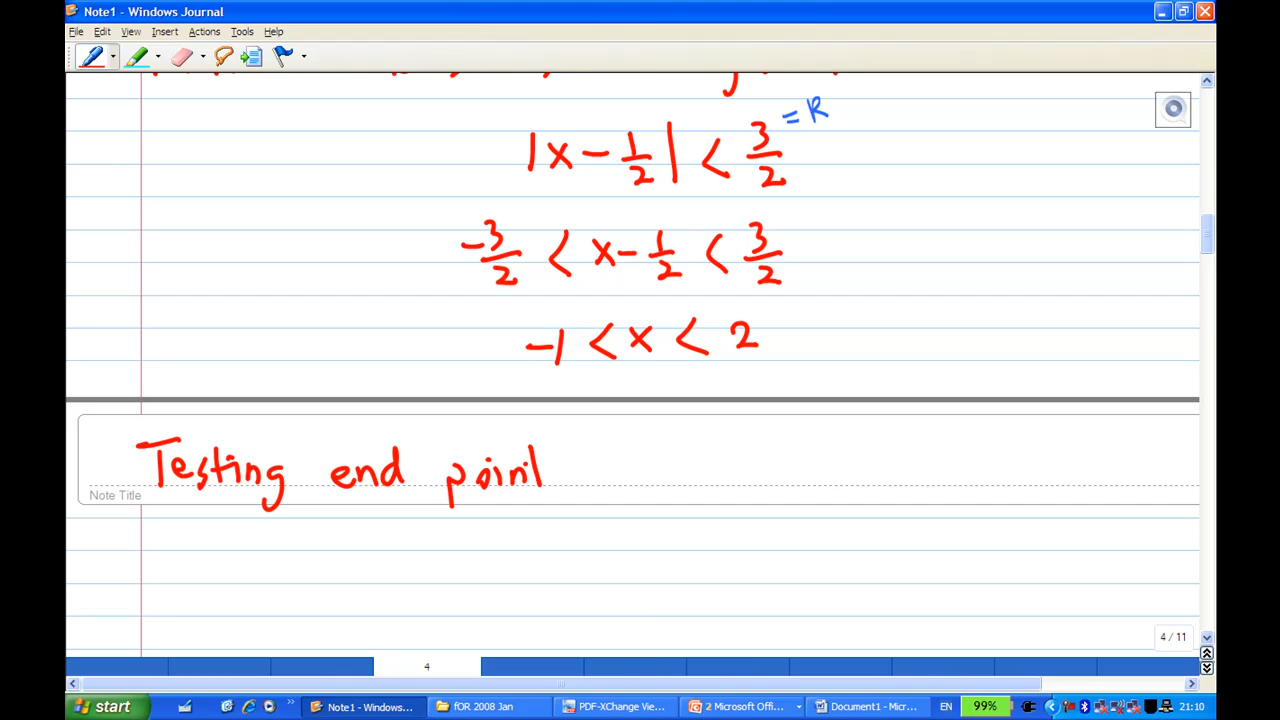 Note1 - Windows Journal
File Edit View Insert Actions Tools Help
= R
|x - 1/2| < 3/2
-3/2 < x - 1/2 < 3/2
-1 < x < 2
Testing end point
Note Title
4 / 11
4
start Note1 - Windows... fOR 2008 Jan PDF-XChange Vie... 2 Microsoft Offi... Document1 - Micr... EN 99% 21:10